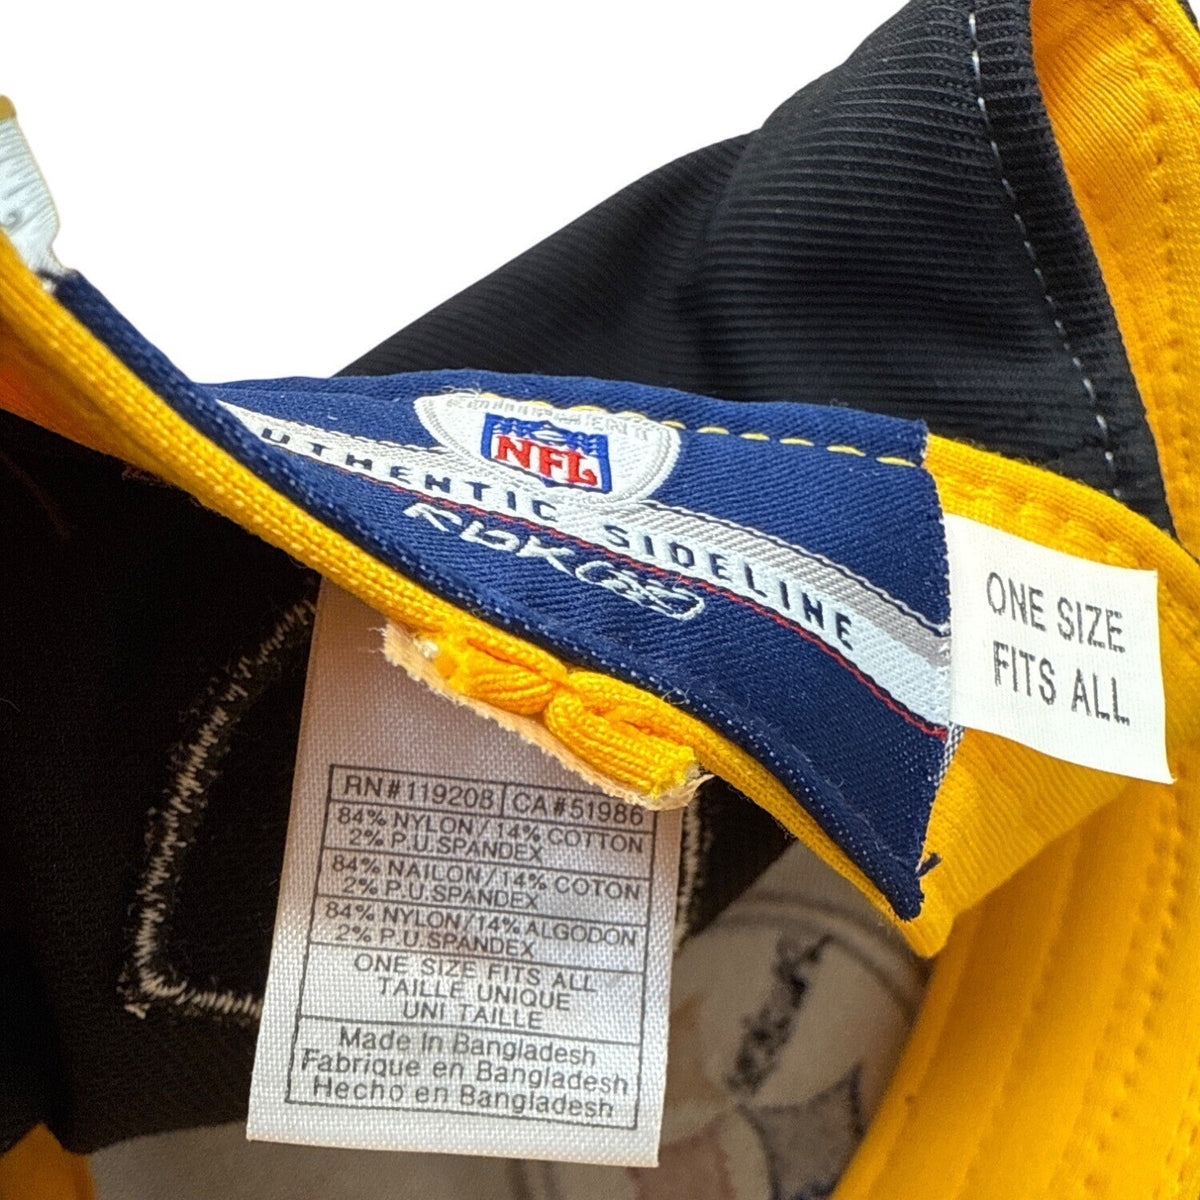 NFL
UTHENTIC SIDELINE
RBK
ONE SIZE
FITS ALL
RN#119208 CA#51986
84% NYLON/14% COTTON
2% P.U.SPANDEX
84% NAILON/14% COTON
2% P.U.SPANDEX
84% NYLON/14% ALGODON
2% P.U.SPANDEX
ONE SIZE FITS ALL
TAILLE UNIQUE
UNI TAILLE
Made in Bangladesh
Fabrique en Bangladesh
Hecho en Bangladesh